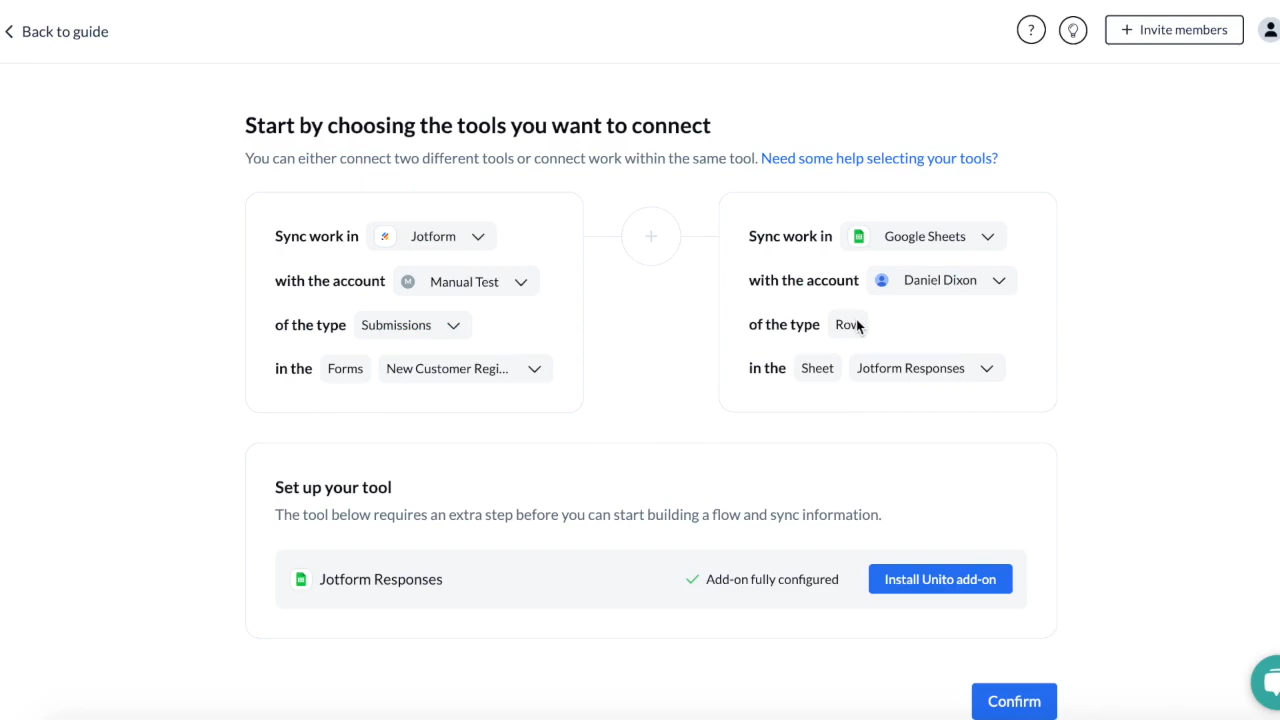 Back to guide
?
+ Invite members
Start by choosing the tools you want to connect
You can either connect two different tools or connect work within the same tool. Need some help selecting your tools?
Sync work in Jotform
with the account M Manual Test
of the type Submissions
in the Forms New Customer Regi...
+
Sync work in Google Sheets
with the account Daniel Dixon
of the type
in the Sheet Jotform Responses
Set up your tool
The tool below requires an extra step before you can start building a flow and sync information.
Jotform Responses
Add-on fully configured
Install Unito add-on
Confirm